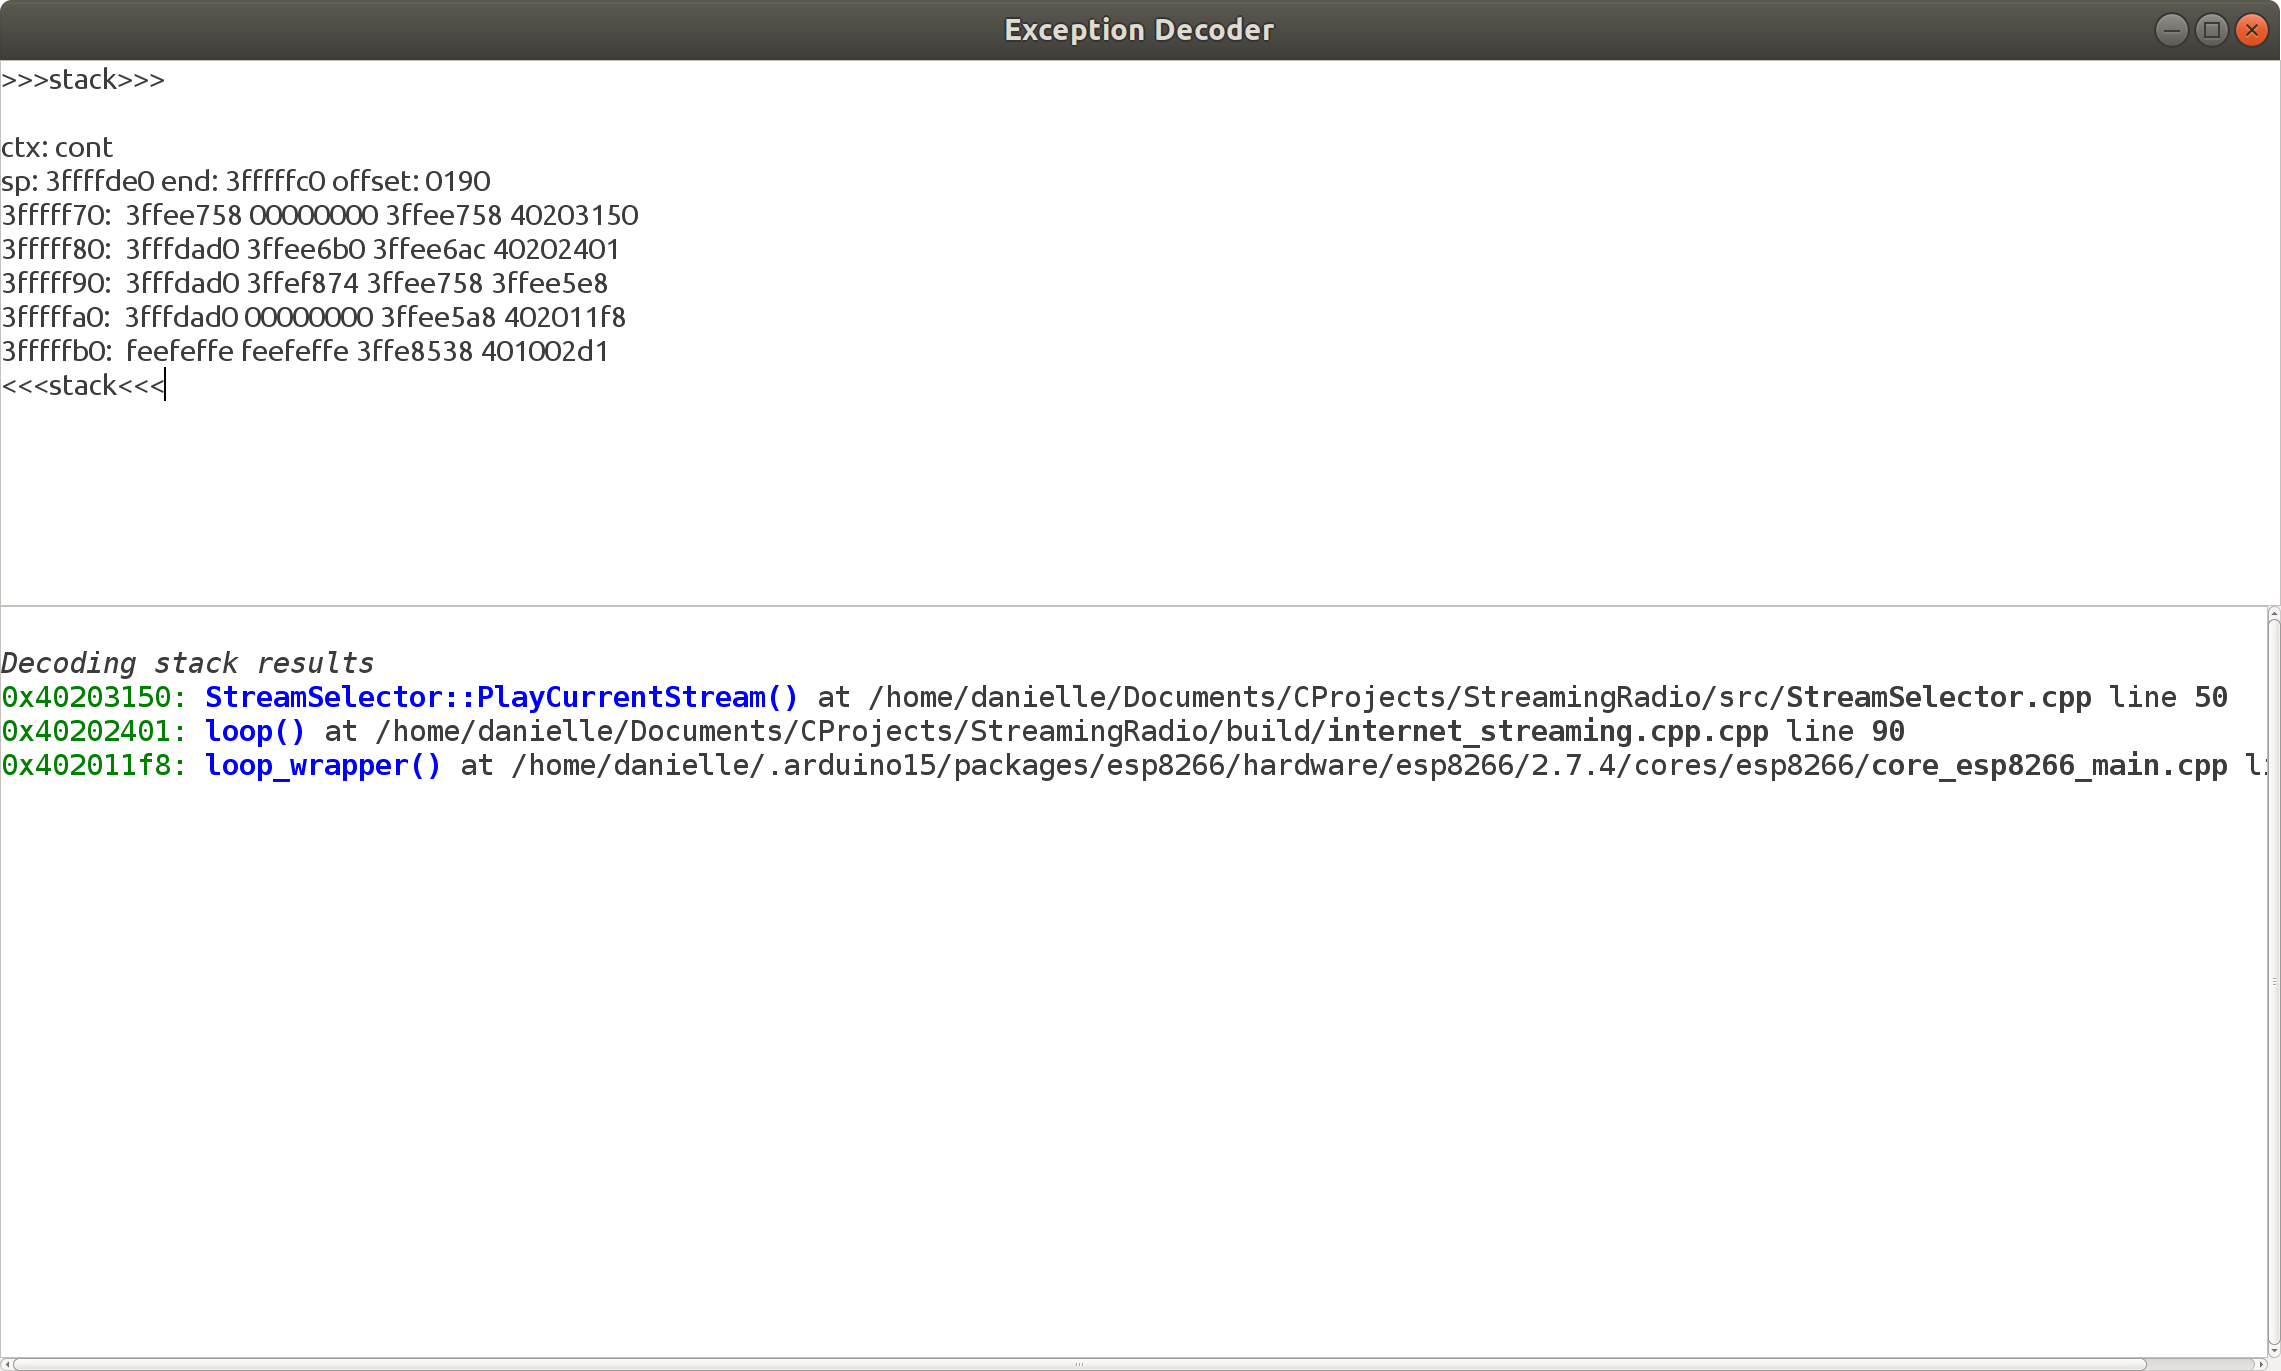 Exception Decoder
>>>stack>>>
ctx: cont
sp: 3ffffde0 end: 3fffffc0 offset: 0190
3fffff70:  3ffee758 00000000 3ffee758 40203150
3fffff80:  3fffdad0 3ffee6b0 3ffee6ac 40202401
3fffff90:  3fffdad0 3ffef874 3ffee758 3ffee5e8
3fffffa0:  3fffdad0 00000000 3ffee5a8 402011f8
3fffffb0:  feefeffe feefeffe 3ffe8538 401002d1
<<<stack<<<
Decoding stack results
0x40203150: StreamSelector::PlayCurrentStream() at /home/danielle/Documents/CProjects/StreamingRadio/src/StreamSelector.cpp line 50
0x40202401: loop() at /home/danielle/Documents/CProjects/StreamingRadio/build/internet_streaming.cpp.cpp line 90
0x402011f8: loop_wrapper() at /home/danielle/.arduino15/packages/esp8266/hardware/esp8266/2.7.4/cores/esp8266/core_esp8266_main.cpp